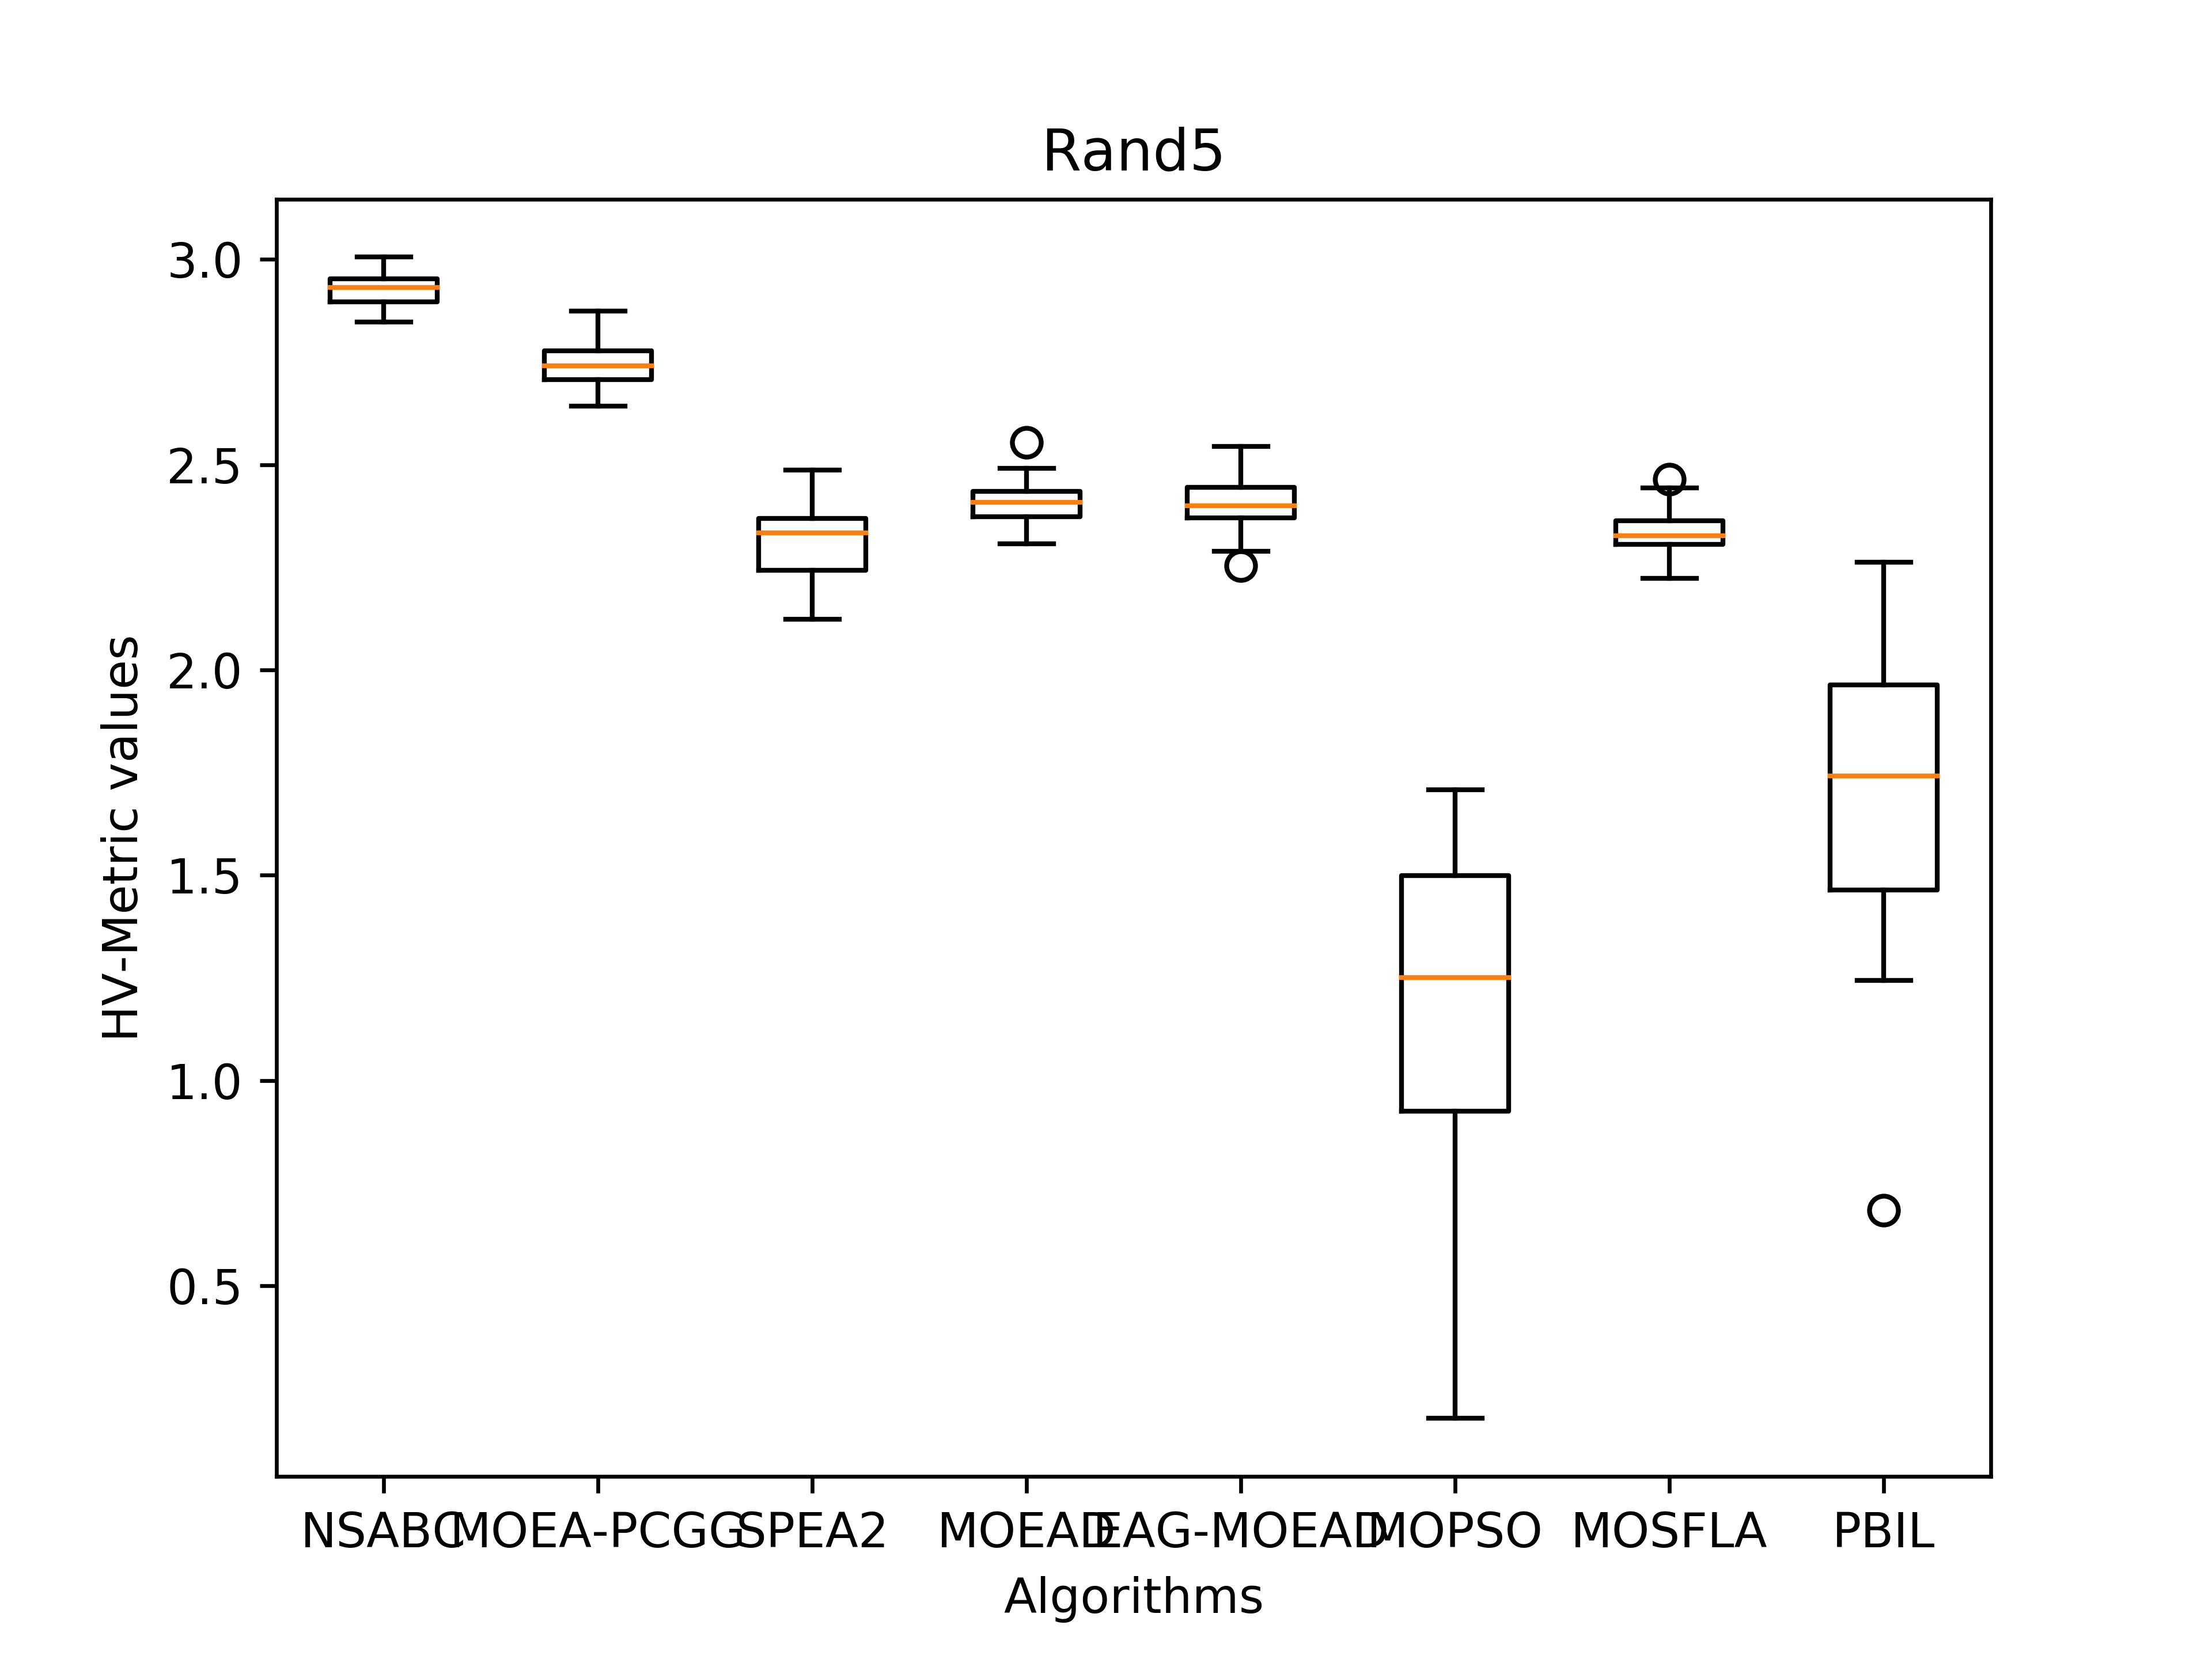 Rand5
HV-Metric values
3.0
2.5
2.0
1.5
1.0
0.5
NSABC MOEA-PCGG SPEA2 MOEAD EAG-MOEAD MOPSO MOSFLA PBIL
Algorithms